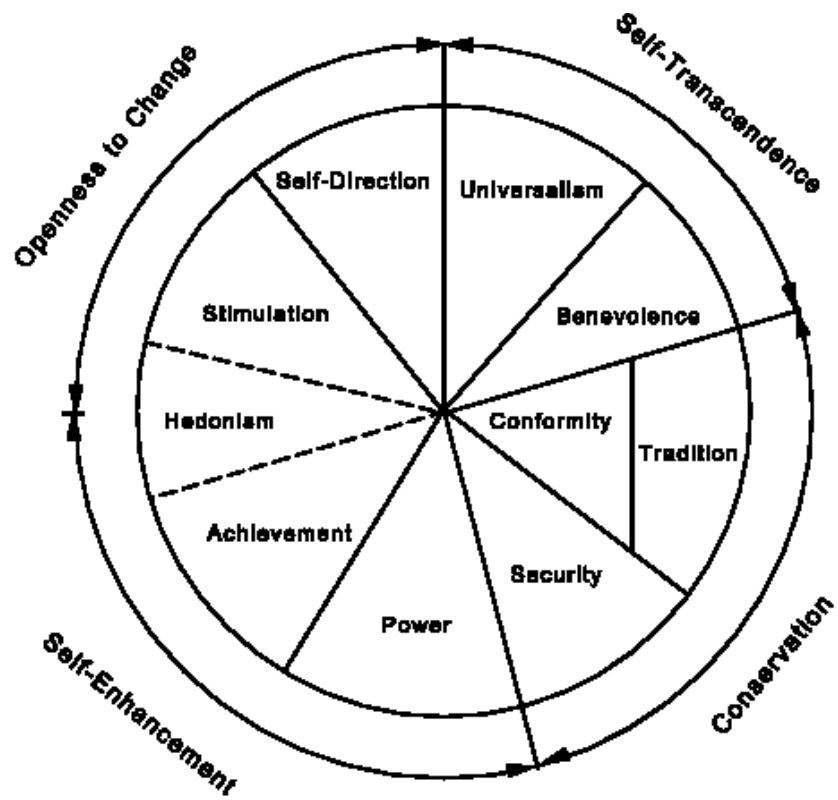 Openness to Change
Self-Transcendence
Self-Direction
Universalism
Stimulation
Benevolence
Hedonism
Conformity
Tradition
Achievement
Security
Power
Self-Enhancement
Conservation